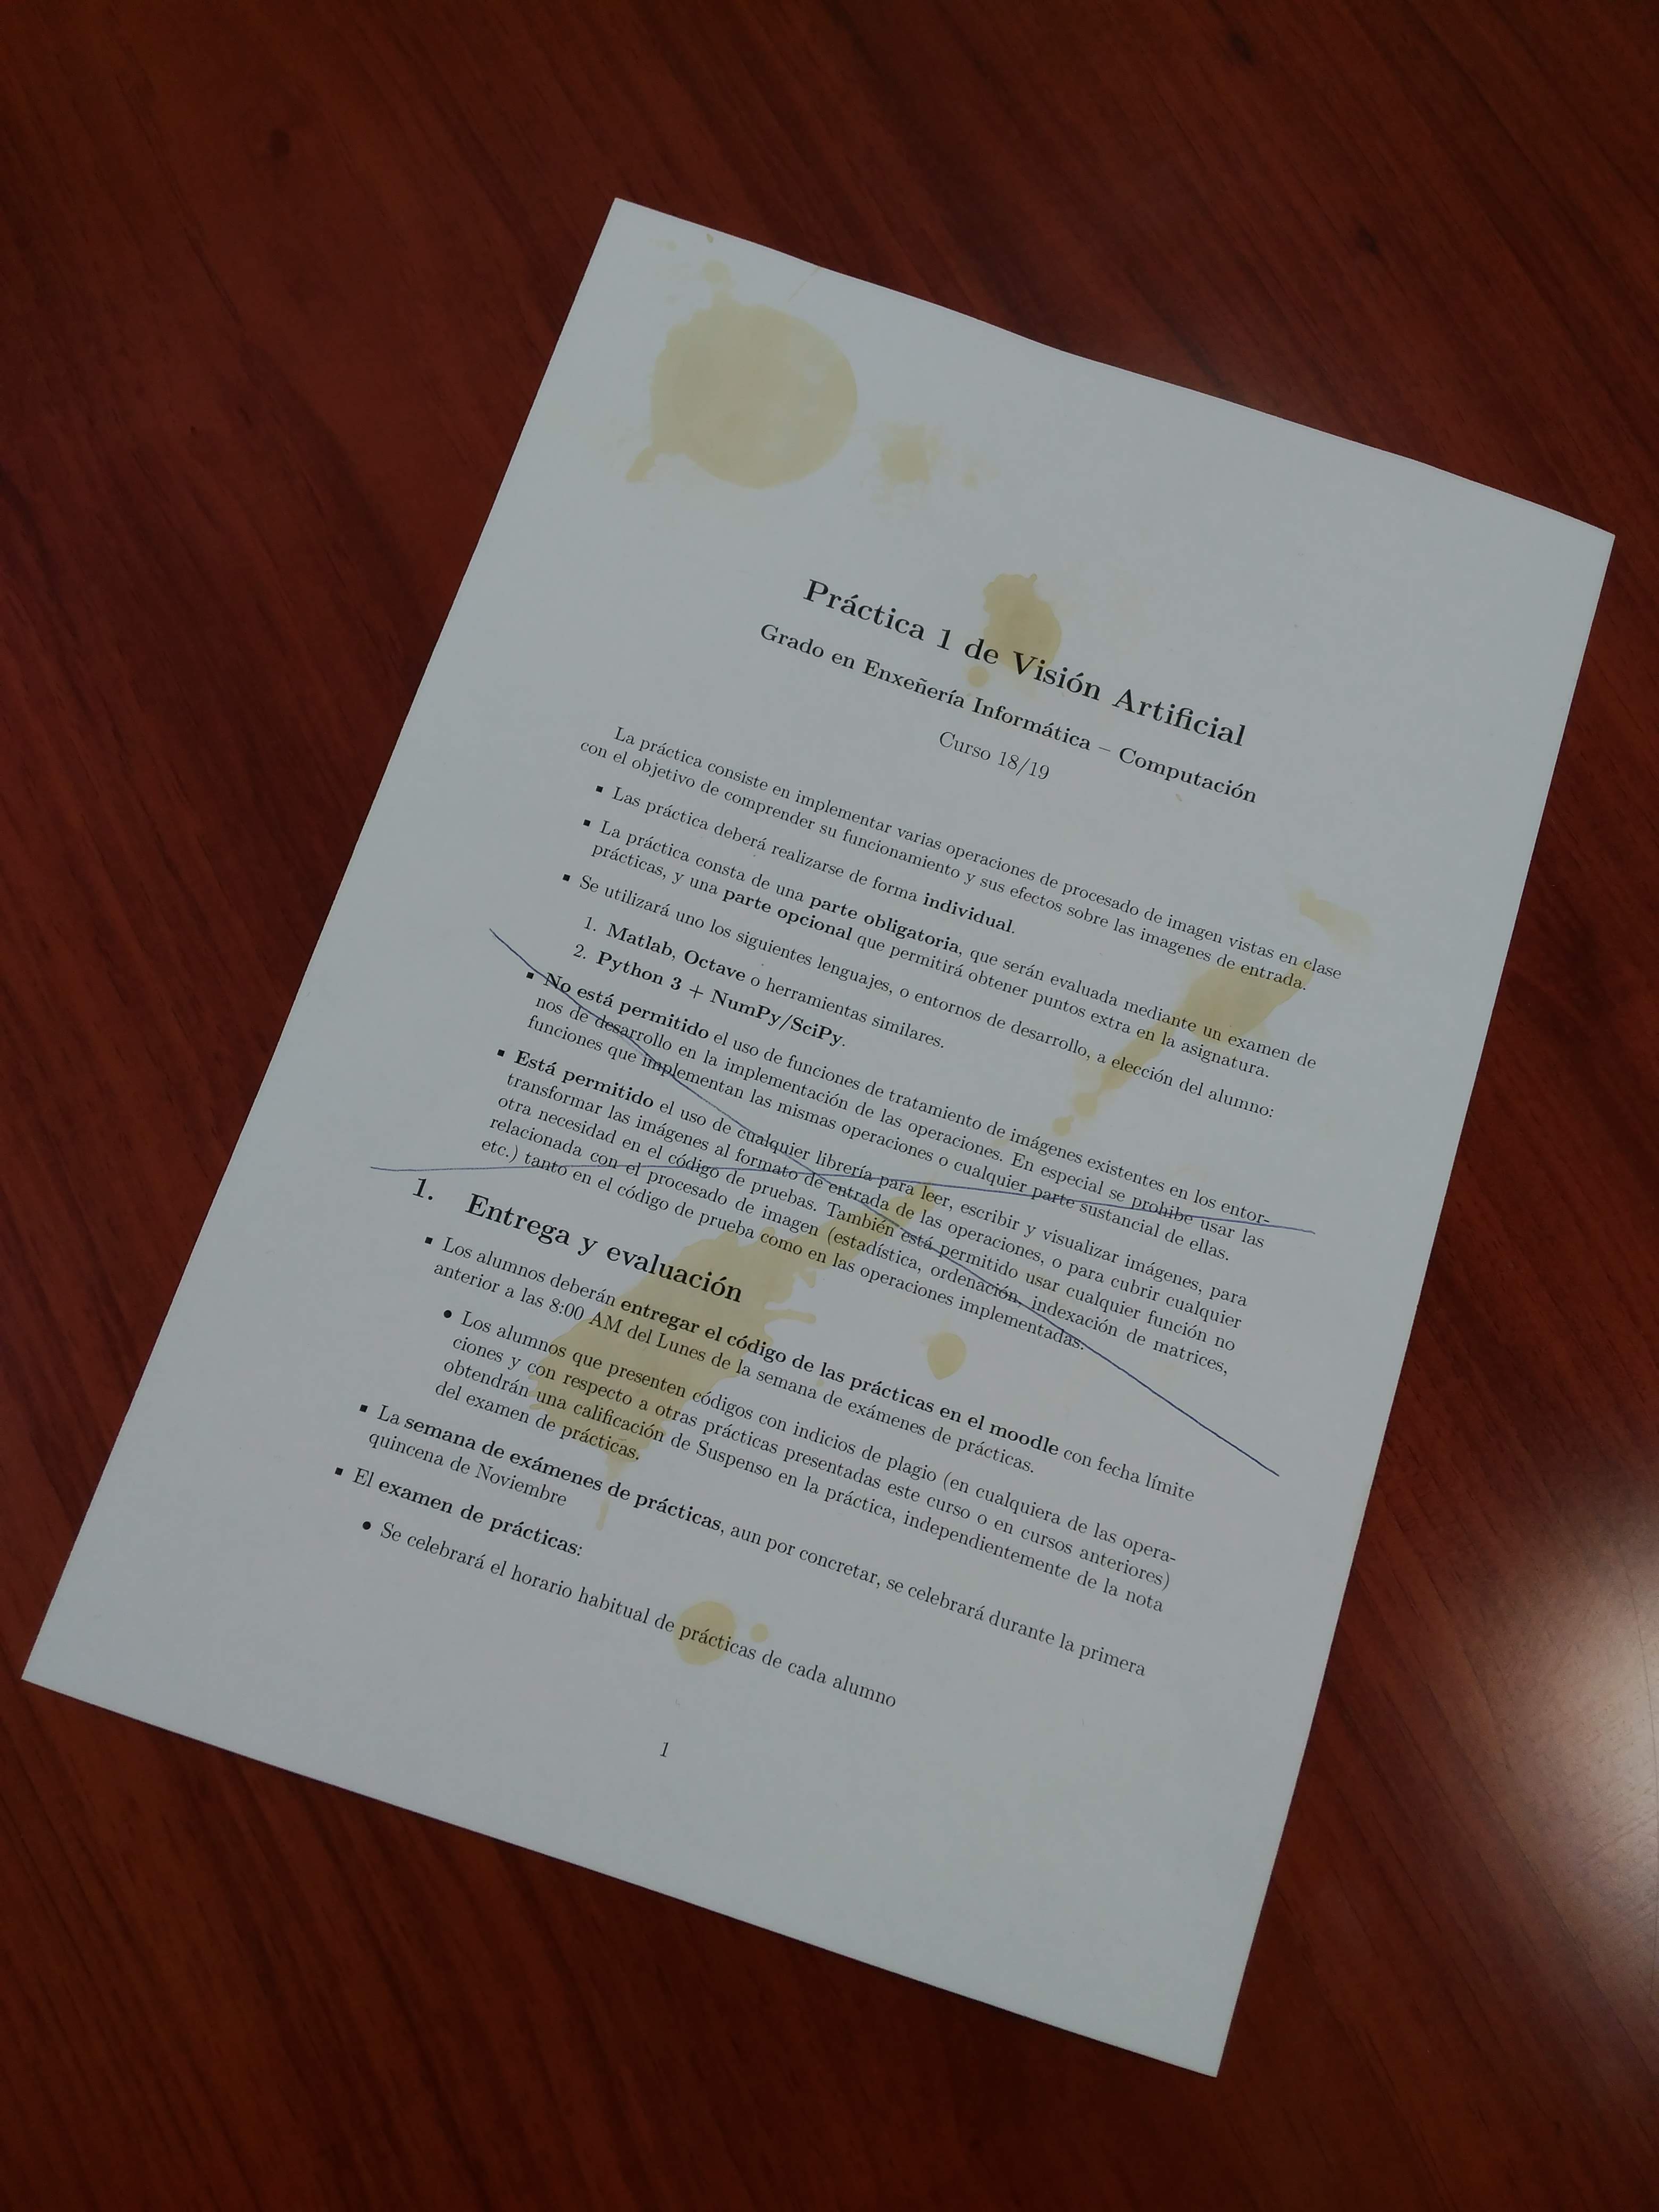 Práctica 1 de Visión Artificial
Grado en Enxeñería Informática – Computación
Curso 18/19
La práctica consiste en implementar varias operaciones de procesado de imagen vistas en clase
con el objetivo de comprender su funcionamiento y sus efectos sobre las imagenes de entrada.
▪ Las práctica deberá realizarse de forma individual.
▪ La práctica consta de una parte obligatoria, que serán evaluada mediante un examen de
prácticas, y una parte opcional que permitirá obtener puntos extra en la asignatura.
▪ Se utilizará uno los siguientes lenguajes, o entornos de desarrollo, a elección del alumno:
1. Matlab, Octave o herramientas similares.
2. Python 3 + NumPy/SciPy.
▪ No está permitido el uso de funciones de tratamiento de imágenes existentes en los entor-
nos de desarrollo en la implementación de las operaciones. En especial se prohibe usar las
funciones que implementan las mismas operaciones o cualquier parte sustancial de ellas.
▪ Está permitido el uso de cualquier librería para leer, escribir y visualizar imágenes, para
transformar las imágenes al formato de entrada de las operaciones, o para cubrir cualquier
otra necesidad en el código de pruebas. También está permitido usar cualquier función no
relacionada con el procesado de imagen (estadística, ordenación, indexación de matrices,
etc.) tanto en el código de prueba como en las operaciones implementadas.
1. Entrega y evaluación
▪ Los alumnos deberán entregar el código de las prácticas en el moodle con fecha límite
anterior a las 8:00 AM del Lunes de la semana de exámenes de prácticas.
• Los alumnos que presenten códigos con indicios de plagio (en cualquiera de las opera-
ciones y con respecto a otras prácticas presentadas este curso o en cursos anteriores)
obtendrán una calificación de Suspenso en la práctica, independientemente de la nota
del examen de prácticas.
▪ La semana de exámenes de prácticas, aun por concretar, se celebrará durante la primera
quincena de Noviembre
▪ El examen de prácticas:
• Se celebrará el horario habitual de prácticas de cada alumno
1